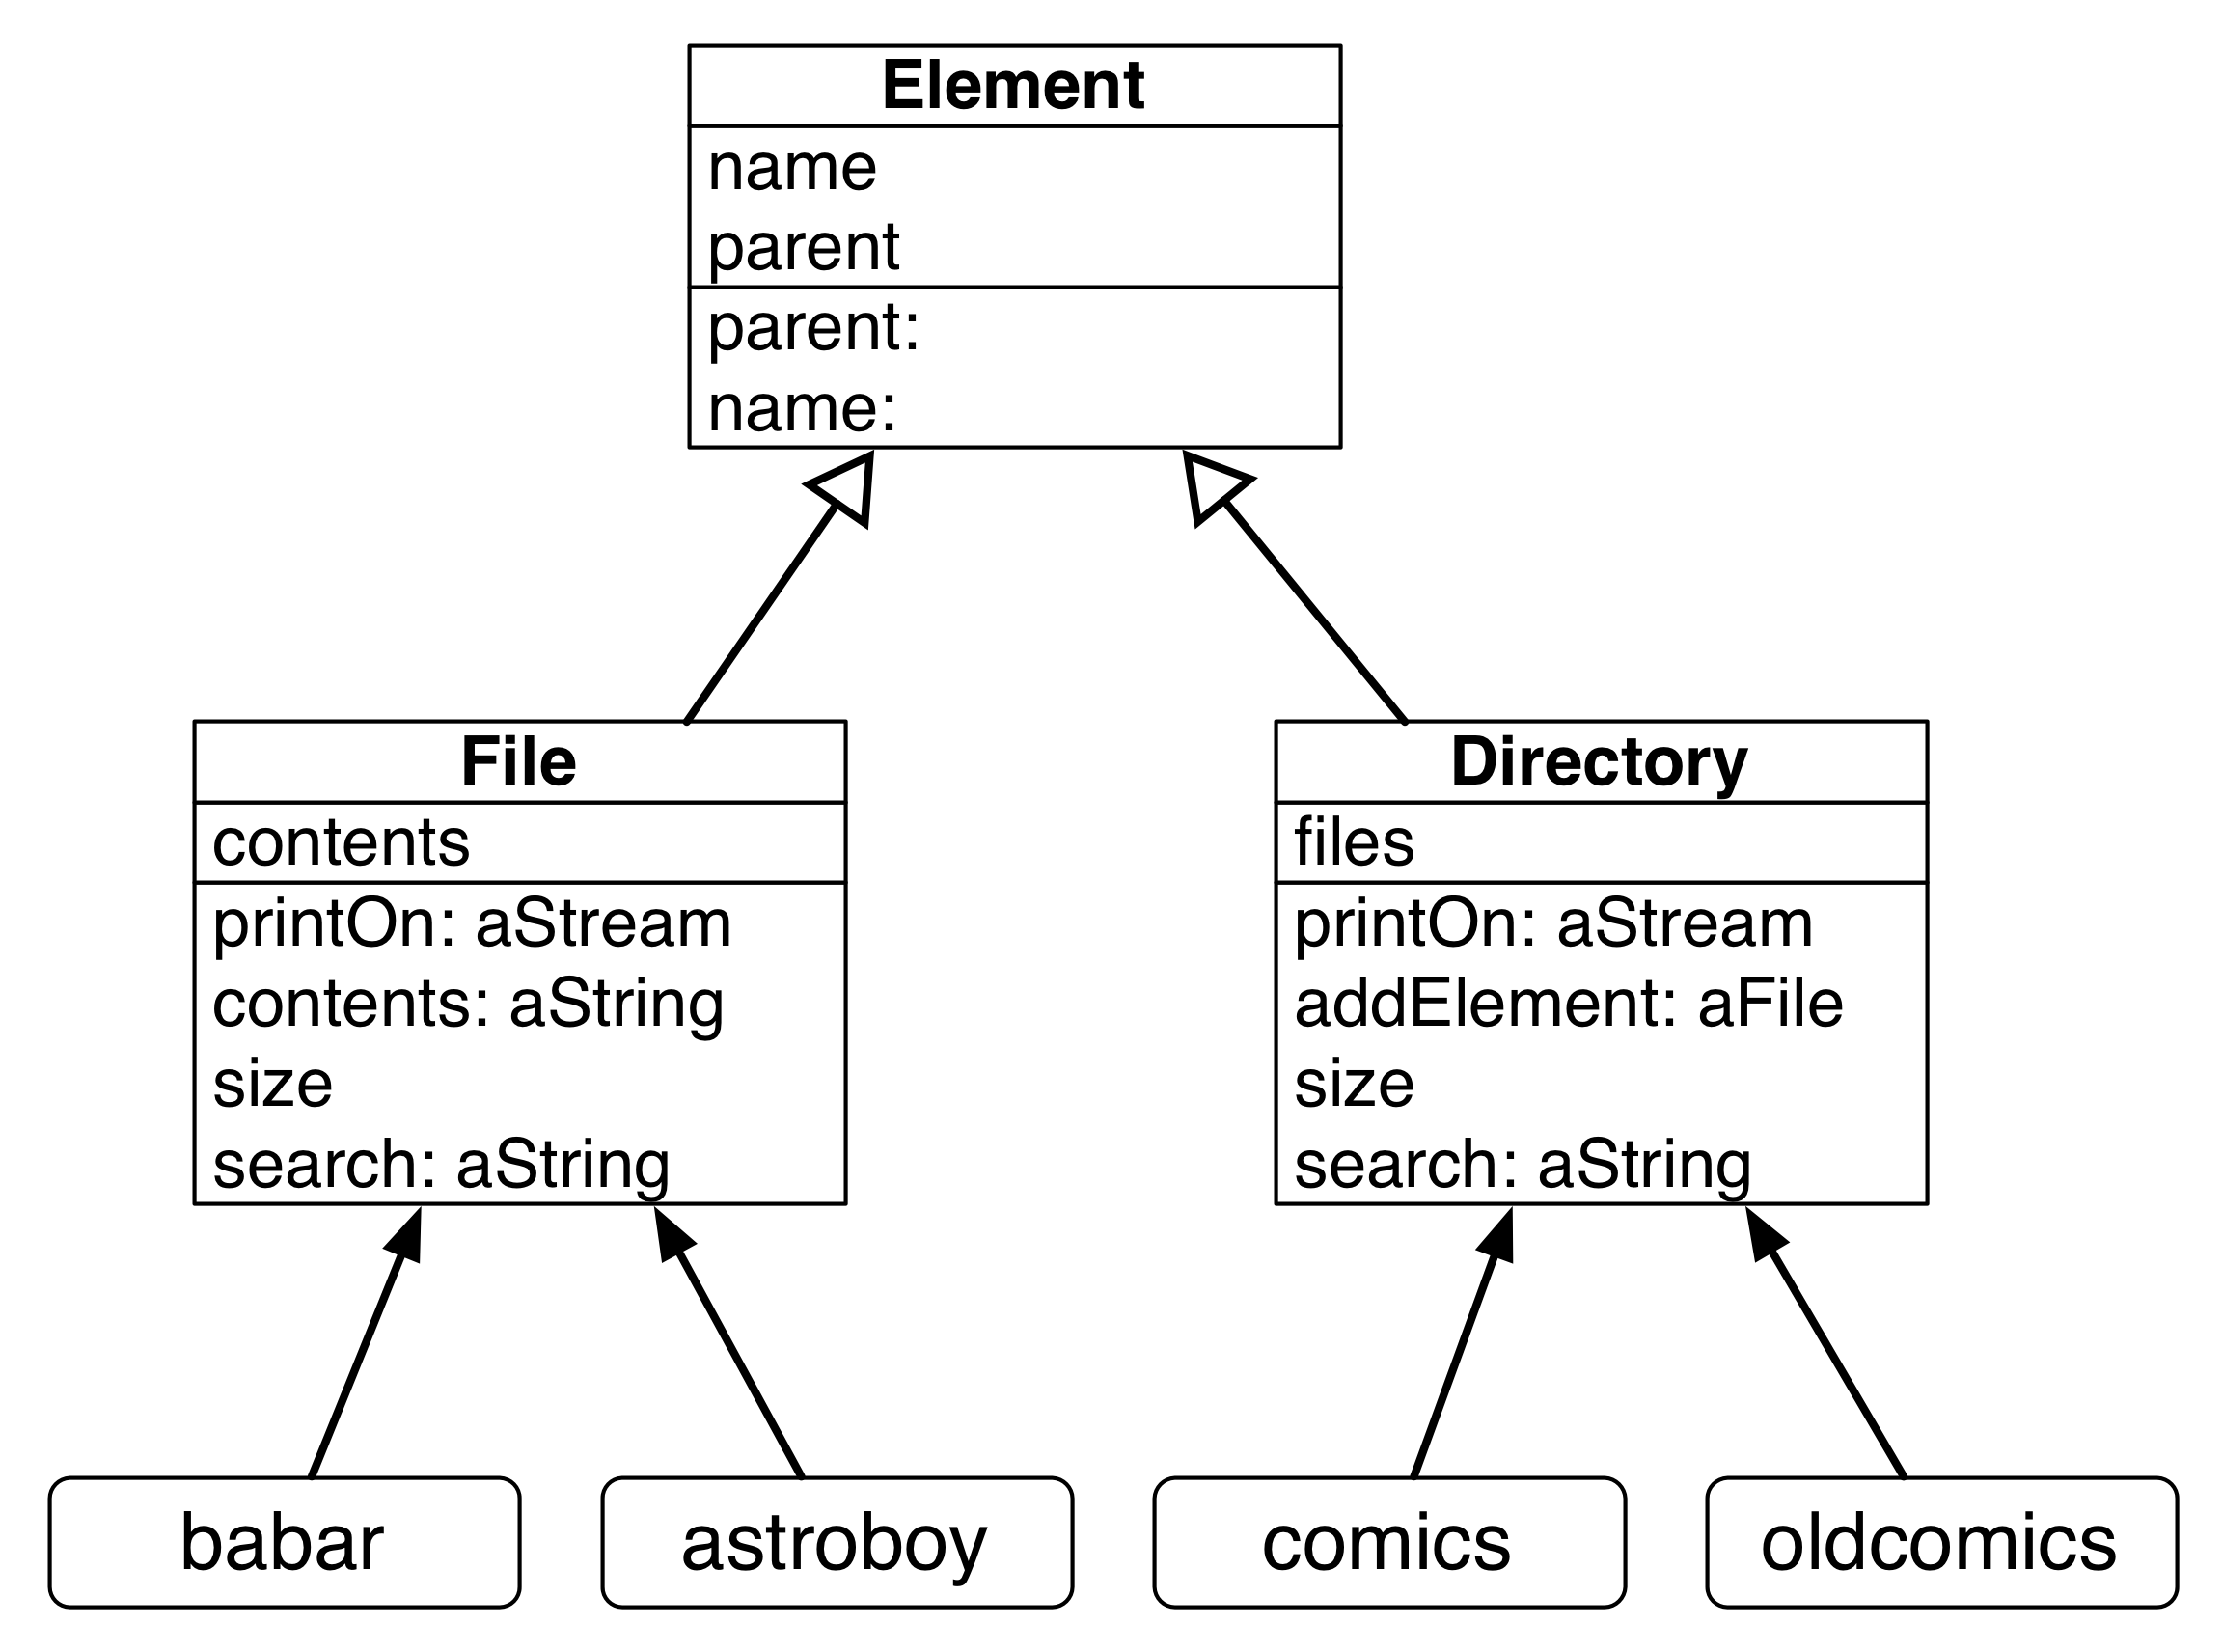 Element
name
parent
parent:
name:
File
contents
printOn: aStream
contents: aString
size
search: aString
Directory
files
printOn: aStream
addElement: aFile
size
search: aString
babar
astroboy
comics
oldcomics